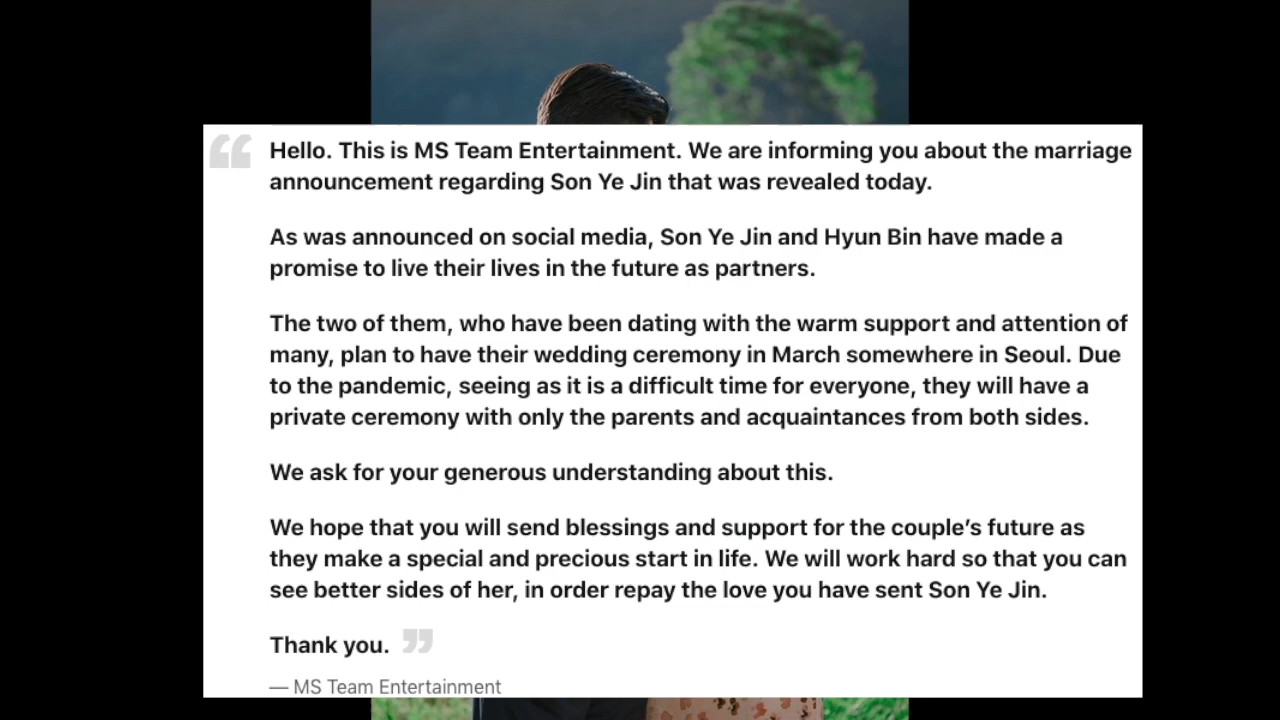 Hello. This is MS Team Entertainment. We are informing you about the marriage
announcement regarding Son Ye Jin that was revealed today.
As was announced on social media, Son Ye Jin and Hyun Bin have made a
promise to live their lives in the future as partners.
The two of them, who have been dating with the warm support and attention of
many, plan to have their wedding ceremony in March somewhere in Seoul. Due
to the pandemic, seeing as it is a difficult time for everyone, they will have a
private ceremony with only the parents and acquaintances from both sides.
We ask for your generous understanding about this.
We hope that you will send blessings and support for the couple’s future as
they make a special and precious start in life. We will work hard so that you can
see better sides of her, in order repay the love you have sent Son Ye Jin.
Thank you.
— MS Team Entertainment